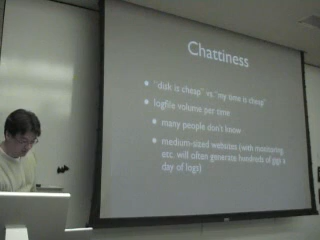 Chattiness
"disk is cheap" vs "my time is cheap"
logfile volume per time
many people don't know
medium-sized websites (with monitoring,
etc. will often generate hundreds of gigs a
day of logs)